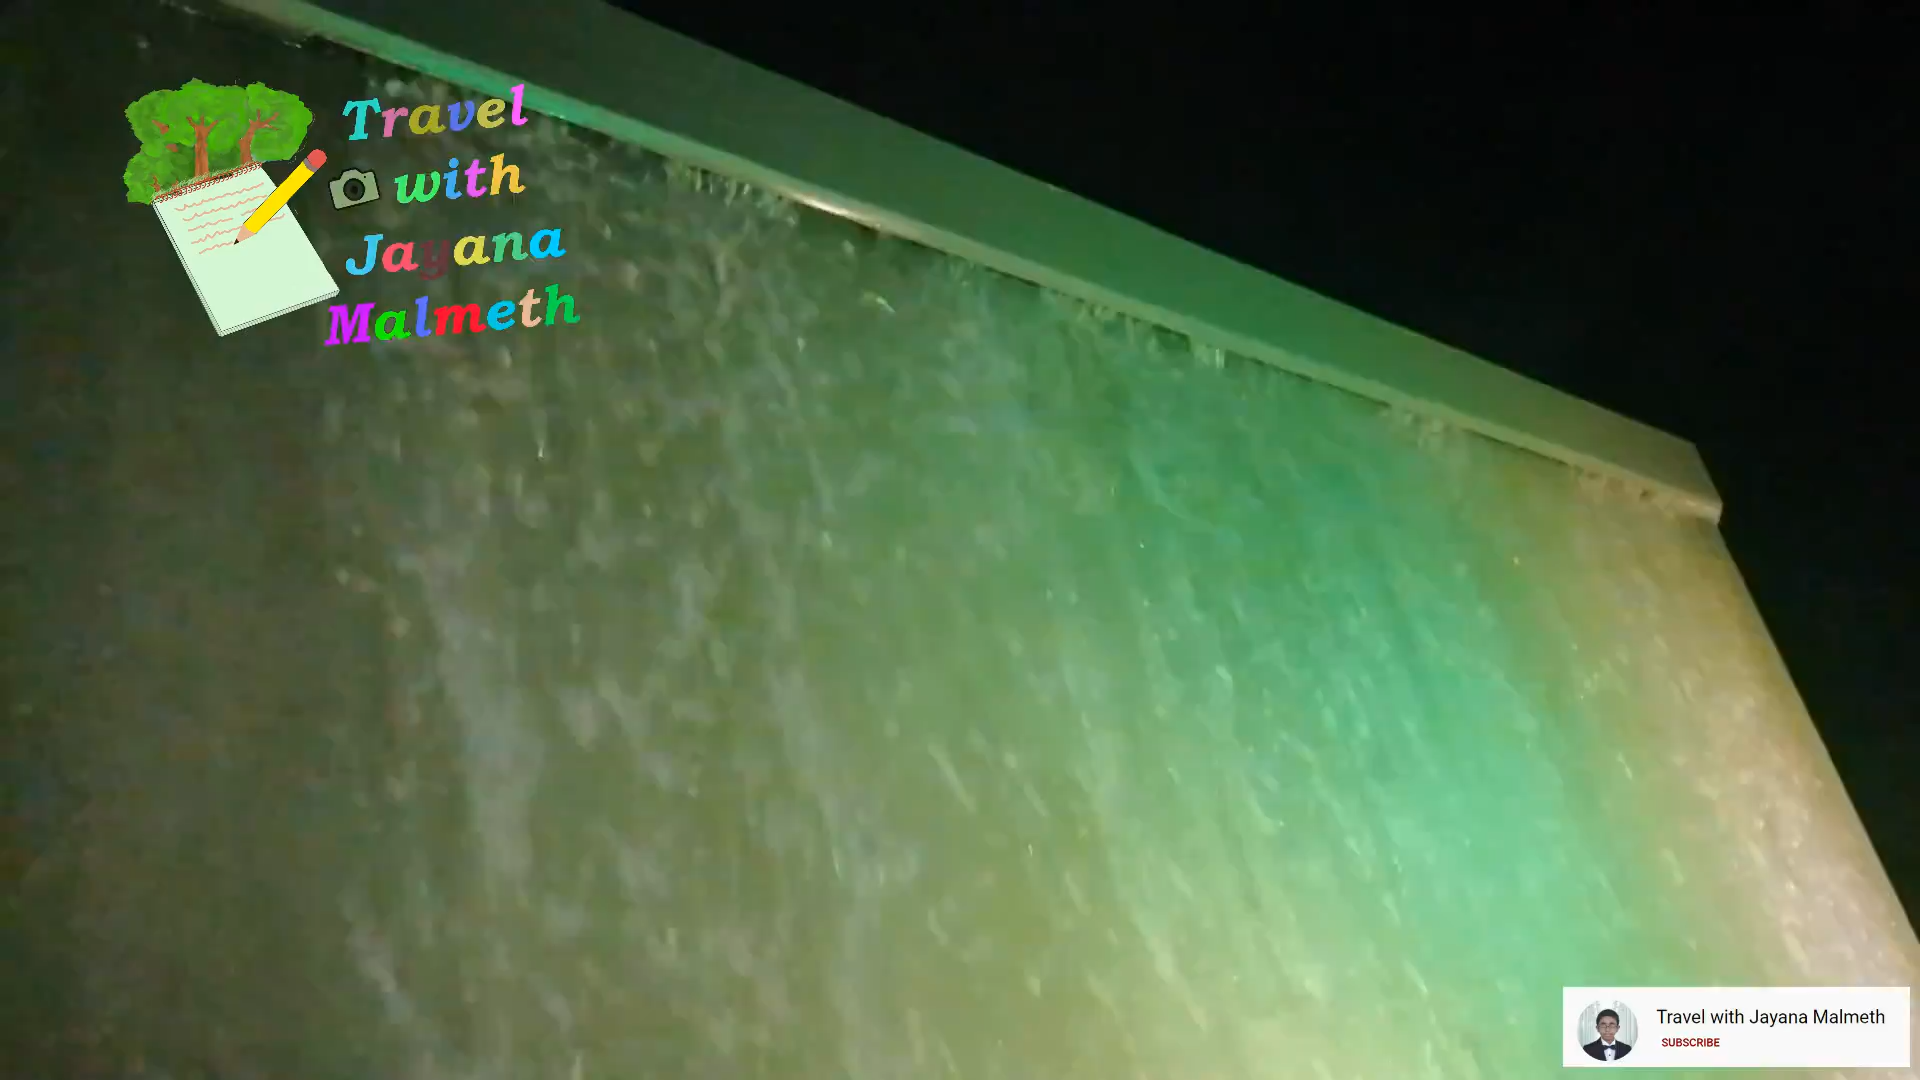 Travel
with
Jayana
Malmeth
Travel with Jayana Malmeth
SUBSCRIBE